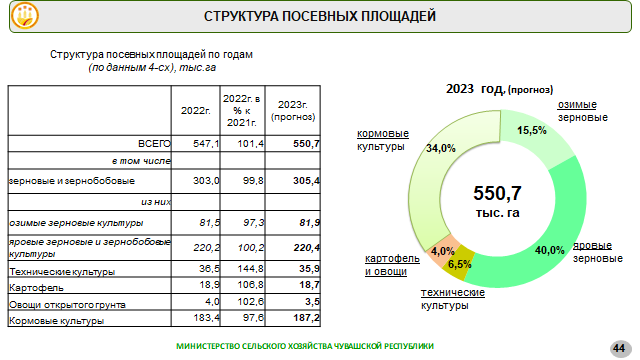 СТРУКТУРА ПОСЕВНЫХ ПЛОЩАДЕЙ
Структура посевных площадей по годам
(по данным 4-сх), тыс.га
2022г. 2022г. в % к 2021г. 2023г. (прогноз)
ВСЕГО 547,1 101,4 550,7
в том числе
зерновые и зернобобовые 303,0 99,8 305,4
из них
озимые зерновые культуры 81,5 97,3 81,9
яровые зерновые и зернобобовые культуры 220,2 100,2 220,4
Технические культуры 36,5 144,8 35,9
Картофель 18,9 106,8 18,7
Овощи открытого грунта 4,0 102,6 3,5
Кормовые культуры 183,4 97,6 187,2
2023 год, (прогноз)
озимые
зерновые
15,5%
кормовые
культуры
34,0%
550,7
тыс. га
40,0%
яровые
зерновые
картофель
и овощи
4,0%
6,5%
технические
культуры
МИНИСТЕРСТВО СЕЛЬСКОГО ХОЗЯЙСТВА ЧУВАШСКОЙ РЕСПУБЛИКИ
44